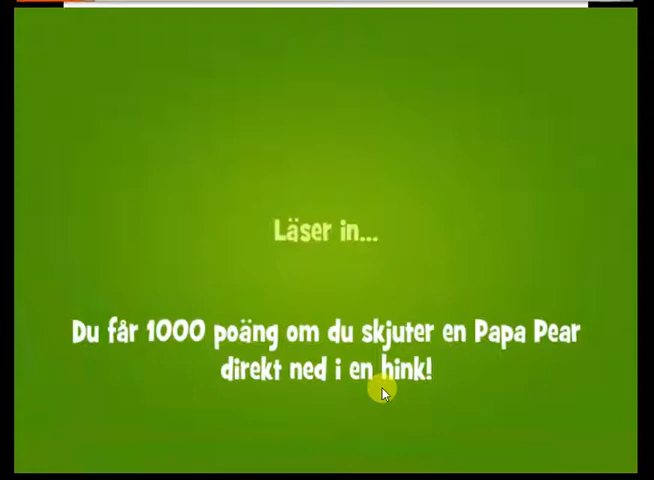 Läser in...
Du får 1000 poäng om du skjuter en Papa Pear
direkt ned i en hink!